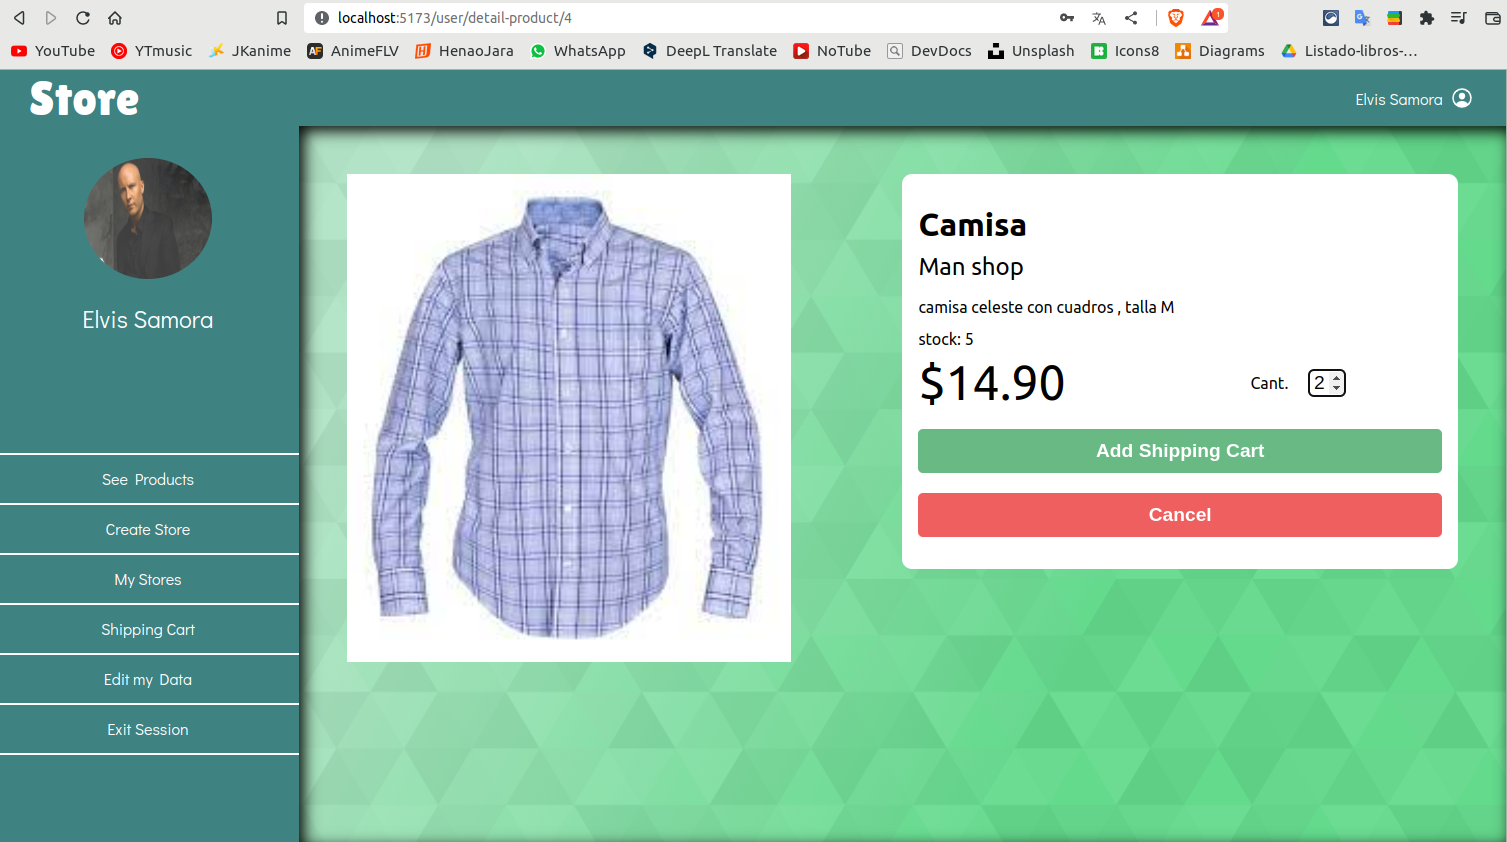 localhost:5173/user/detail-product/4
1
YouTube YTmusic JKanime AnimeFLV HenaoJara WhatsApp DeepL Translate NoTube DevDocs Unsplash Icons8 Diagrams Listado-libros-...
Store
Elvis Samora
Elvis Samora
See Products
Create Store
My Stores
Shipping Cart
Edit my Data
Exit Session
Camisa
Man shop
camisa celeste con cuadros , talla M
stock: 5
$14.90
Cant. 2
Add Shipping Cart
Cancel